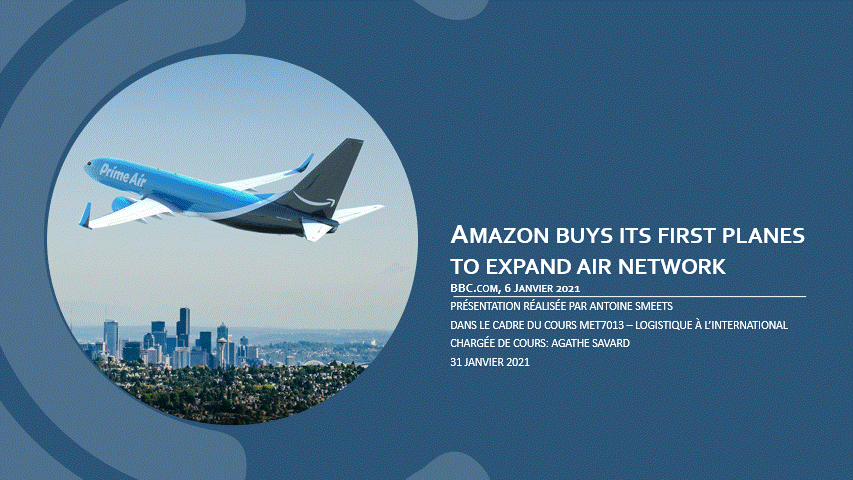 Prime Air
AMAZON BUYS ITS FIRST PLANES
TO EXPAND AIR NETWORK
BBC.COM, 6 JANVIER 2021
PRÉSENTATION RÉALISÉE PAR ANTOINE SMEETS
DANS LE CADRE DU COURS MET7013 – LOGISTIQUE À L'INTERNATIONAL
CHARGÉE DE COURS: AGATHE SAVARD
31 JANVIER 2021